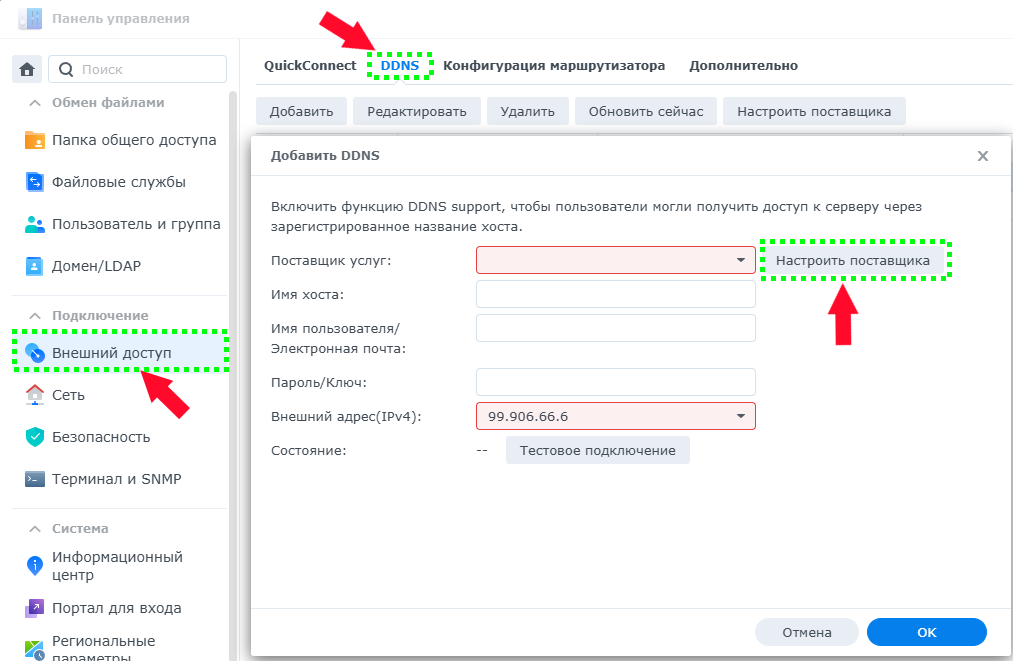 Панель управления
Поиск
Обмен файлами
Папка общего доступа
Файловые службы
Пользователь и группа
Домен/LDAP
Подключение
Внешний доступ
Сеть
Безопасность
Терминал и SNMP
Система
Информационный
центр
Портал для входа
Региональные
параметры
QuickConnect DDNS Конфигурация маршрутизатора Дополнительно
Добавить Редактировать Удалить Обновить сейчас Настроить поставщика
Добавить DDNS
Включить функцию DDNS support, чтобы пользователи могли получить доступ к серверу через
зарегистрированное название хоста.
Поставщик услуг: Настроить поставщика
Имя хоста:
Имя пользователя/
Электронная почта:
Пароль/Ключ:
Внешний адрес(IPv4): 99.906.66.6
Состояние: -- Тестовое подключение
Отмена OK